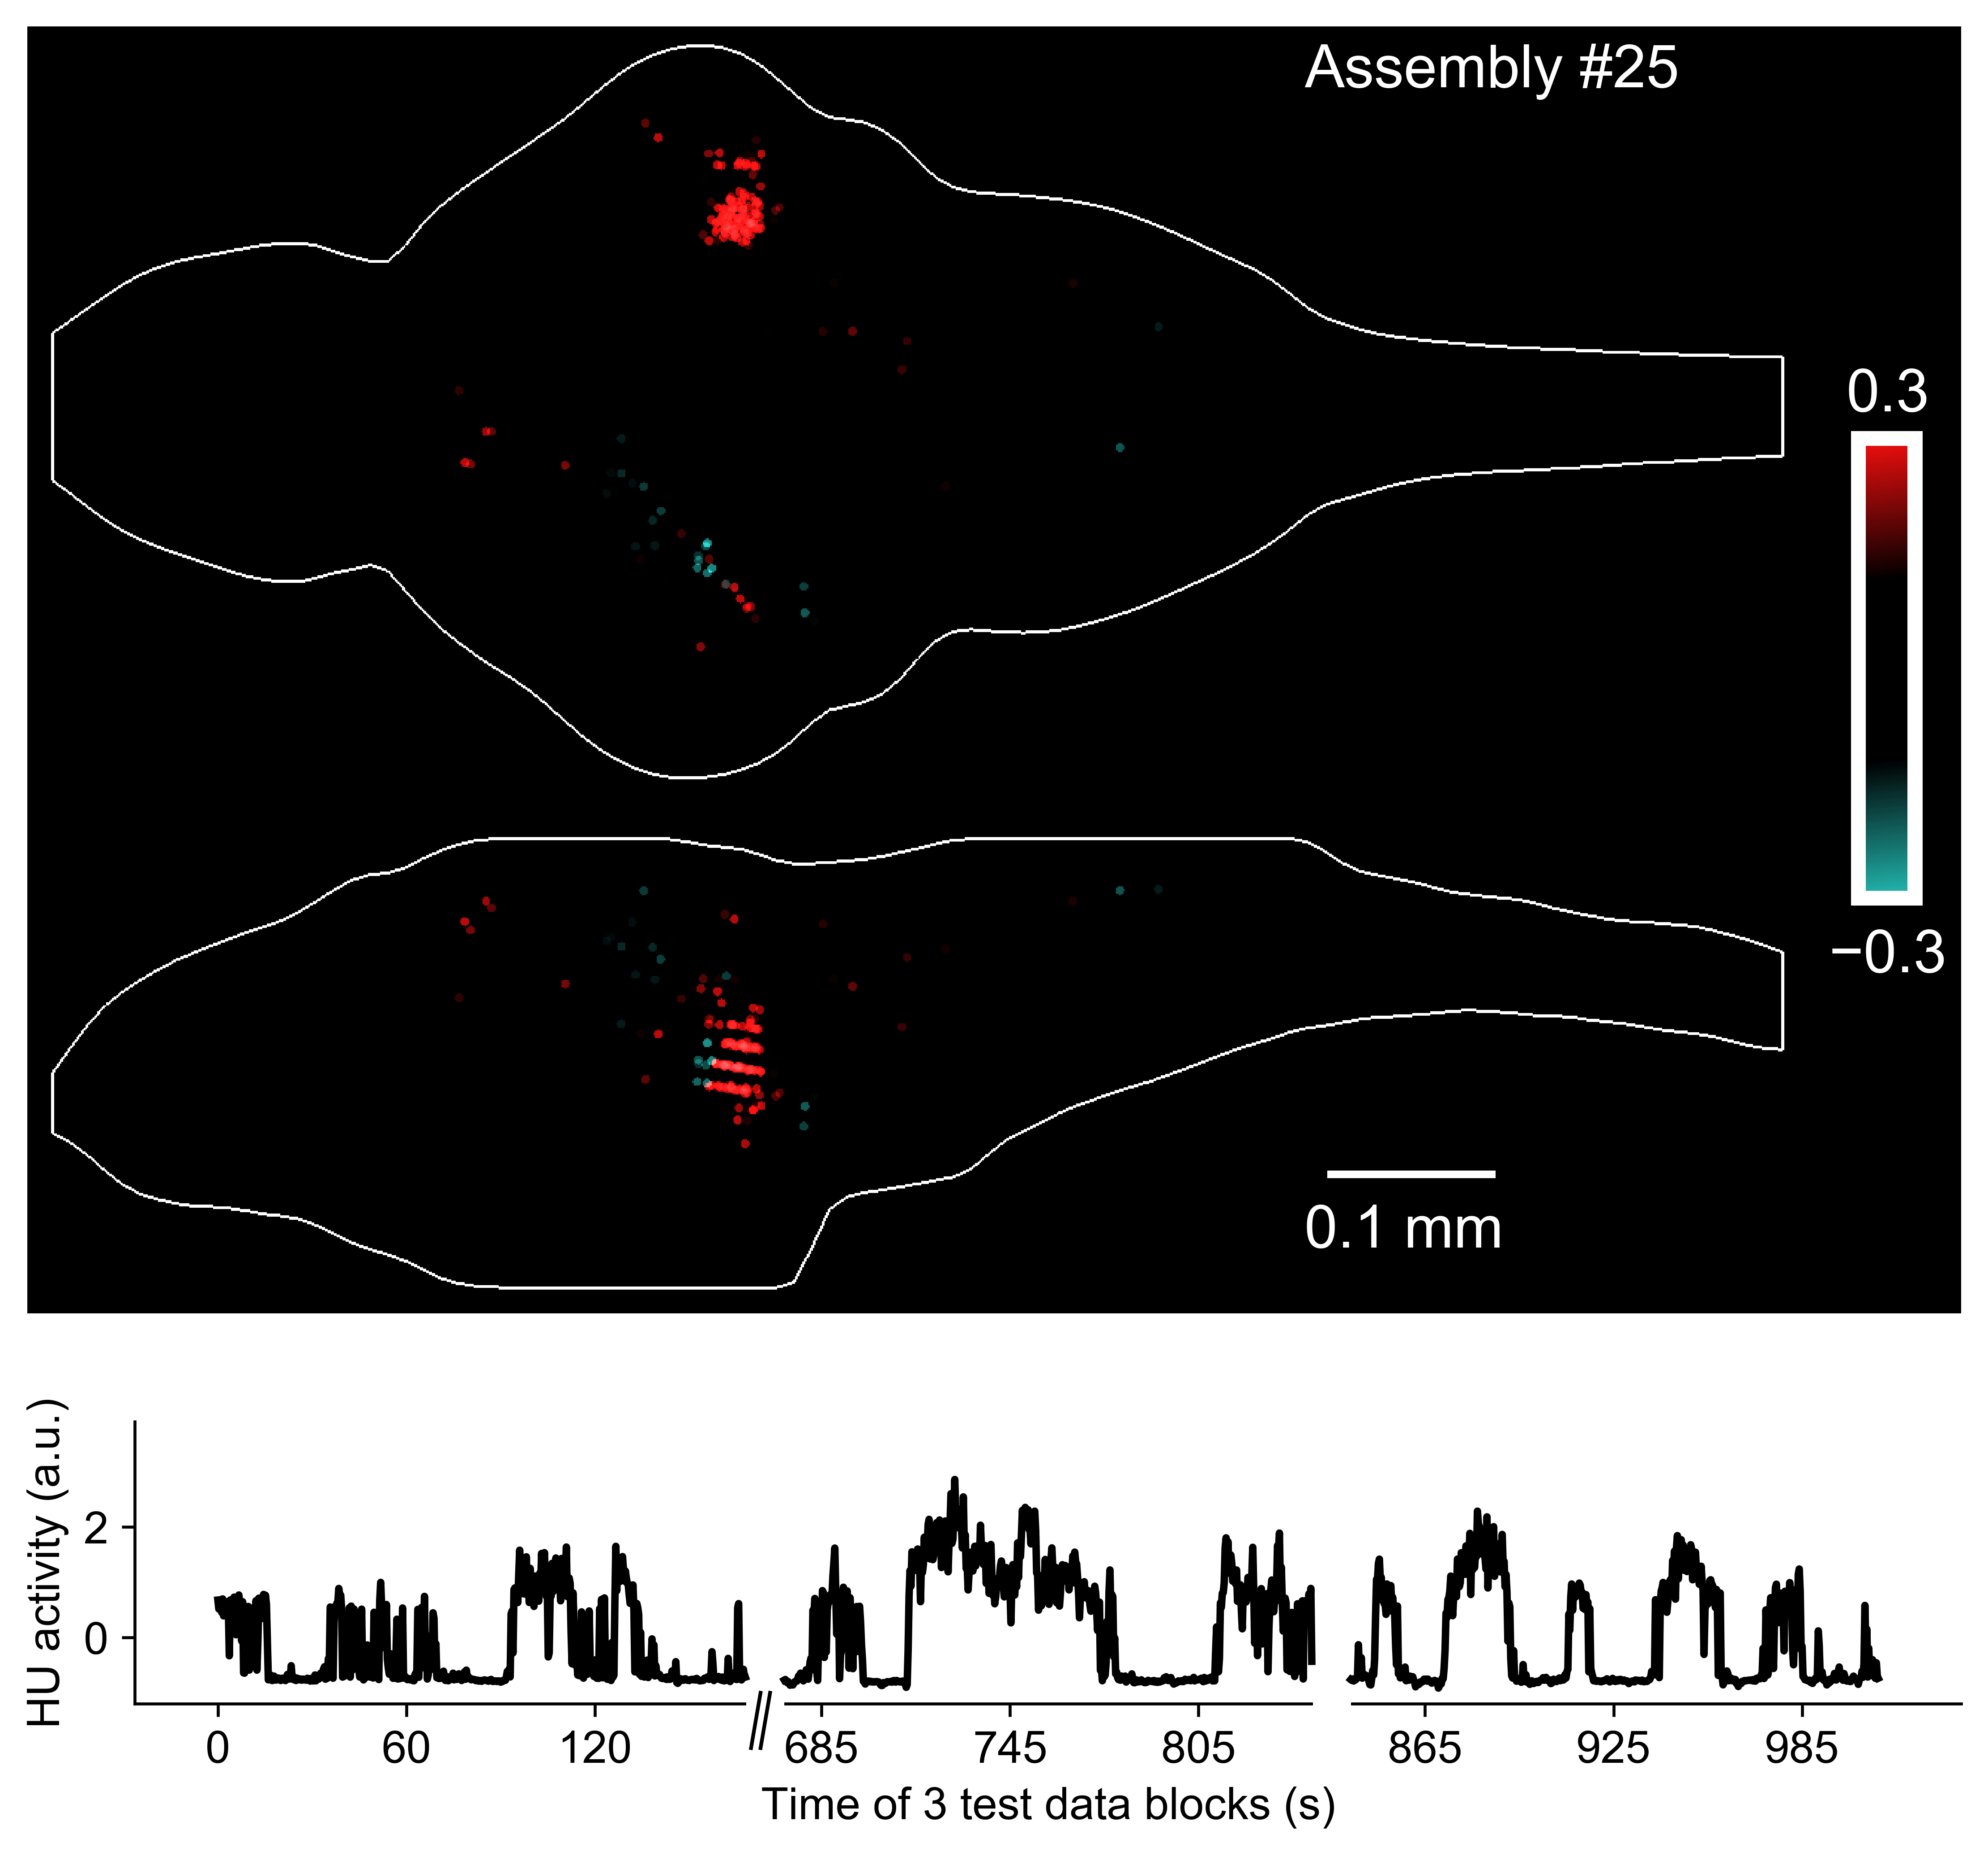 Assembly #25
0.3
−0.3
0.1 mm
HU activity (a.u.)
2
0
0 60 120 685 745 805 865 925 985
Time of 3 test data blocks (s)